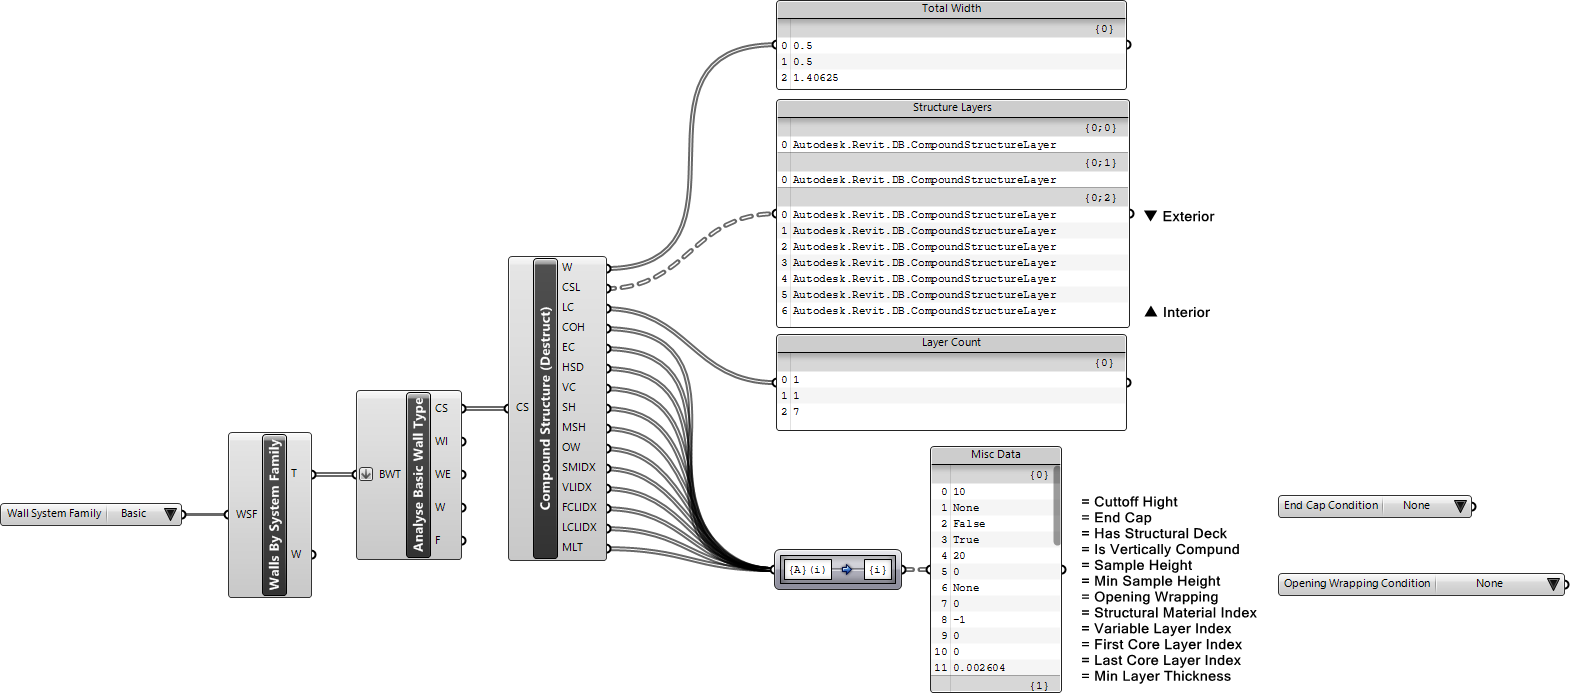 Wall System Family Basic
WSF
Walls By System Family
T
W
BWT
Analyse Basic Wall Type
CS
WI
WE
W
F
CS
Compound Structure (Destruct)
W
CSL
LC
COH
EC
HSD
VC
SH
MSH
OW
SMIDX
VLIDX
FCLIDX
LCLIDX
MLT
Total Width
{0}
0 0.5
1 0.5
2 1.40625
Structure Layers
{0;0}
0 Autodesk.Revit.DB.CompoundStructureLayer
{0;1}
0 Autodesk.Revit.DB.CompoundStructureLayer
{0;2}
0 Autodesk.Revit.DB.CompoundStructureLayer
1 Autodesk.Revit.DB.CompoundStructureLayer
2 Autodesk.Revit.DB.CompoundStructureLayer
3 Autodesk.Revit.DB.CompoundStructureLayer
4 Autodesk.Revit.DB.CompoundStructureLayer
5 Autodesk.Revit.DB.CompoundStructureLayer
6 Autodesk.Revit.DB.CompoundStructureLayer
▼ Exterior
▲ Interior
Layer Count
{0}
0 1
1 1
2 7
{A}(i) {i}
Misc Data
{0}
0 10
1 None
2 False
3 True
4 20
5 0
6 None
7 0
8 -1
9 0
10 0
11 0.002604
{1}
= Cuttoff Hight
= End Cap
= Has Structural Deck
= Is Vertically Compund
= Sample Height
= Min Sample Height
= Opening Wrapping
= Structural Material Index
= Variable Layer Index
= First Core Layer Index
= Last Core Layer Index
= Min Layer Thickness
End Cap Condition None
Opening Wrapping Condition None